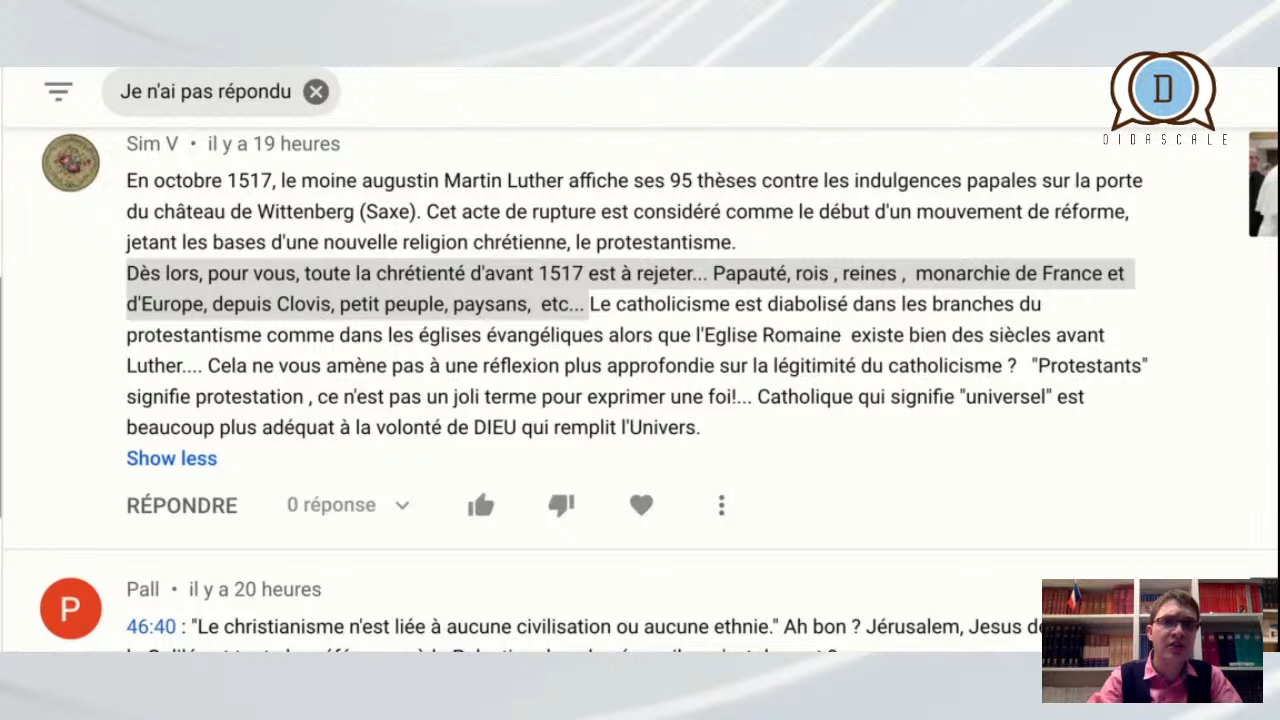 Je n'ai pas répondu
D
DIDASCALE
Sim V • il y a 19 heures
En octobre 1517, le moine augustin Martin Luther affiche ses 95 thèses contre les indulgences papales sur la porte
du château de Wittenberg (Saxe). Cet acte de rupture est considéré comme le début d'un mouvement de réforme,
jetant les bases d'une nouvelle religion chrétienne, le protestantisme.
Dès lors, pour vous, toute la chrétienté d'avant 1517 est à rejeter... Papauté, rois , reines ,  monarchie de France et
d'Europe, depuis Clovis, petit peuple, paysans,  etc... Le catholicisme est diabolisé dans les branches du
protestantisme comme dans les églises évangéliques alors que l'Eglise Romaine  existe bien des siècles avant
Luther.... Cela ne vous amène pas à une réflexion plus approfondie sur la légitimité du catholicisme ?   "Protestants"
signifie protestation , ce n'est pas un joli terme pour exprimer une foi!... Catholique qui signifie "universel" est
beaucoup plus adéquat à la volonté de DIEU qui remplit l'Univers.
Show less
RÉPONDRE 0 réponse
P
Pall • il y a 20 heures
46:40 : "Le christianisme n'est liée à aucune civilisation ou aucune ethnie." Ah bon ? Jérusalem, Jesus